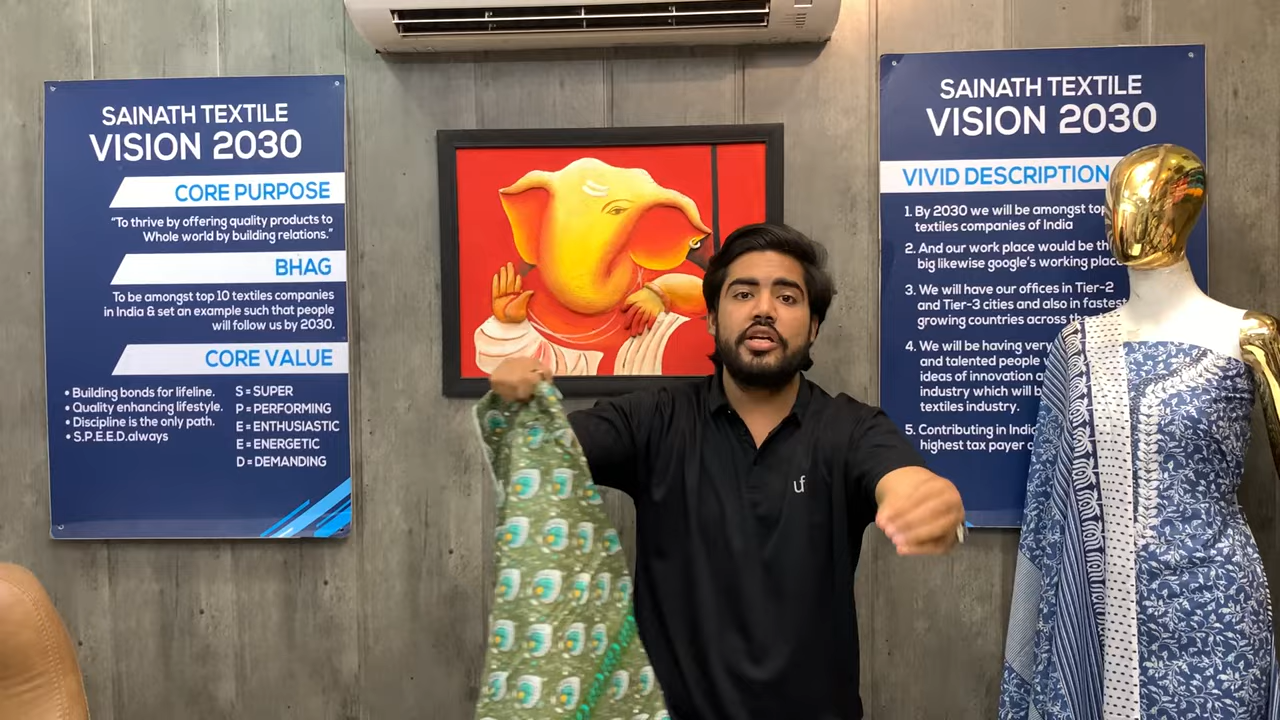 SAINATH TEXTILE
VISION 2030
CORE PURPOSE
"To thrive by offering quality products to
Whole world by building relations."
BHAG
To be amongst top 10 textiles companies
in India & set an example such that people
will follow us by 2030.
CORE VALUE
• Building bonds for lifeline.
• Quality enhancing lifestyle.
• Discipline is the only path.
• S.P.E.E.D.always
S = SUPER
P = PERFORMING
E = ENTHUSIASTIC
E = ENERGETIC
D = DEMANDING
uf
SAINATH TEXTILE
VISION 2030
VIVID DESCRIPTION
1. By 2030 we will be amongst top
textiles companies of India
2. And our work place would be
big likewise google's working
3. We will have our offices in Tier-2
and Tier-3 cities and also in fastest
growing countries across
4. We will be having very
and talented people
ideas of innovation
industry which will
textiles industry.
5. Contributing in
highest tax payer